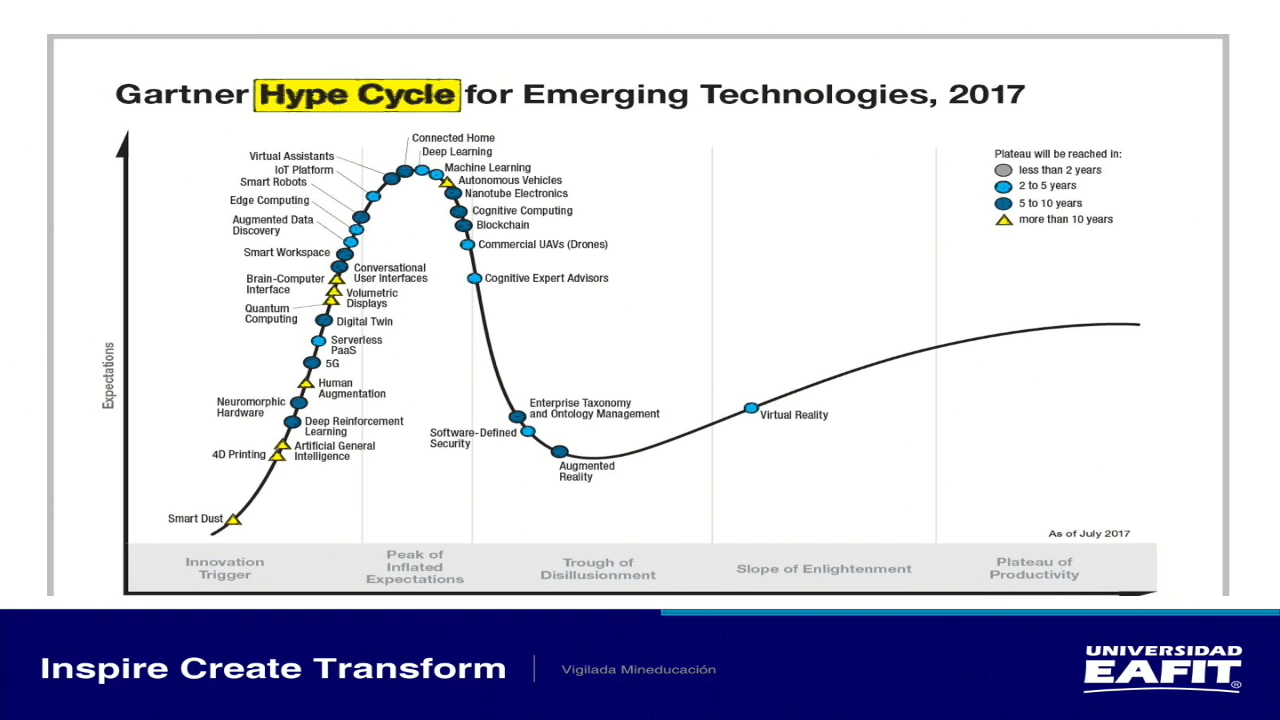 Gartner Hype Cycle for Emerging Technologies, 2017
Connected Home
Deep Learning
Virtual Assistants
IoT Platform
Machine Learning
Smart Robots
Autonomous Vehicles
Edge Computing
Nanotube Electronics
Augmented Data
Discovery
Cognitive Computing
Blockchain
Smart Workspace
Commercial UAVs (Drones)
Conversational
User Interfaces
Brain-Computer
Interface
Cognitive Expert Advisors
Volumetric
Displays
Quantum
Computing
Digital Twin
Serverless
PaaS
5G
Human
Augmentation
Neuromorphic
Hardware
Deep Reinforcement
Learning
Artificial General
Intelligence
4D Printing
Smart Dust
Enterprise Taxonomy
and Ontology Management
Software-Defined
Security
Augmented
Reality
Virtual Reality
Plateau will be reached in:
less than 2 years
2 to 5 years
5 to 10 years
more than 10 years
Expectations
As of July 2017
Innovation
Trigger
Peak of
Inflated
Expectations
Trough of
Disillusionment
Slope of Enlightenment
Plateau of
Productivity
Inspire Create Transform
Vigilada Mineducación
UNIVERSIDAD
EAFIT®